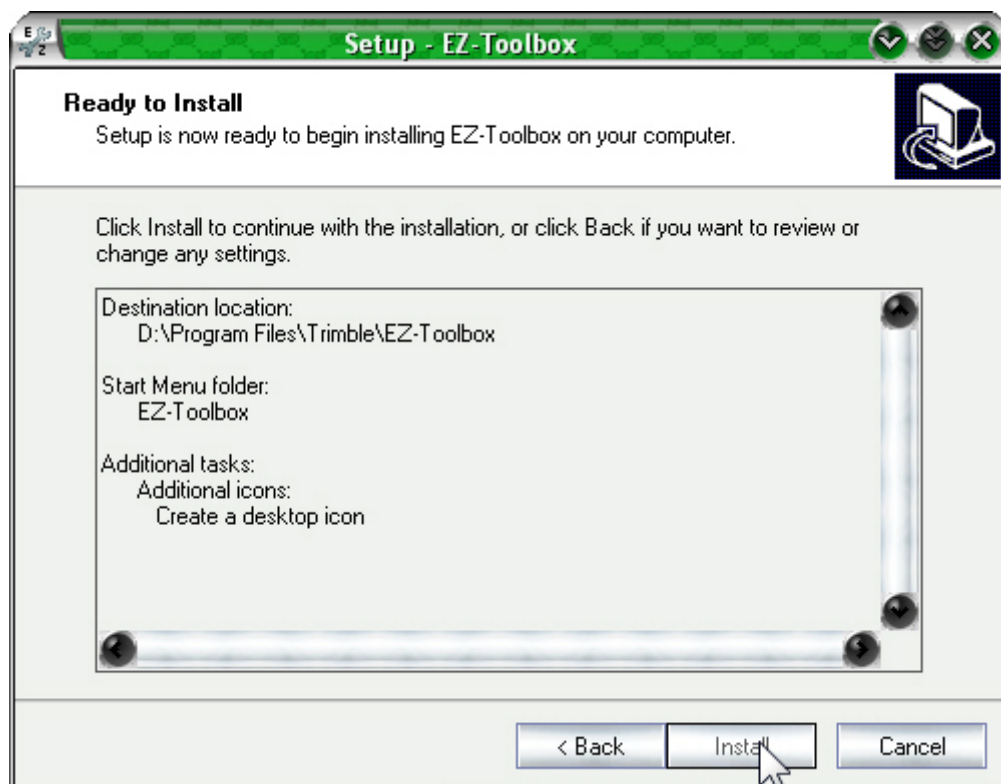 E
Z
Setup - EZ-Toolbox
Ready to Install
Setup is now ready to begin installing EZ-Toolbox on your computer.
Click Install to continue with the installation, or click Back if you want to review or
change any settings.
Destination location:
D:\Program Files\Trimble\EZ-Toolbox
Start Menu folder:
EZ-Toolbox
Additional tasks:
Additional icons:
Create a desktop icon
< Back
Install
Cancel